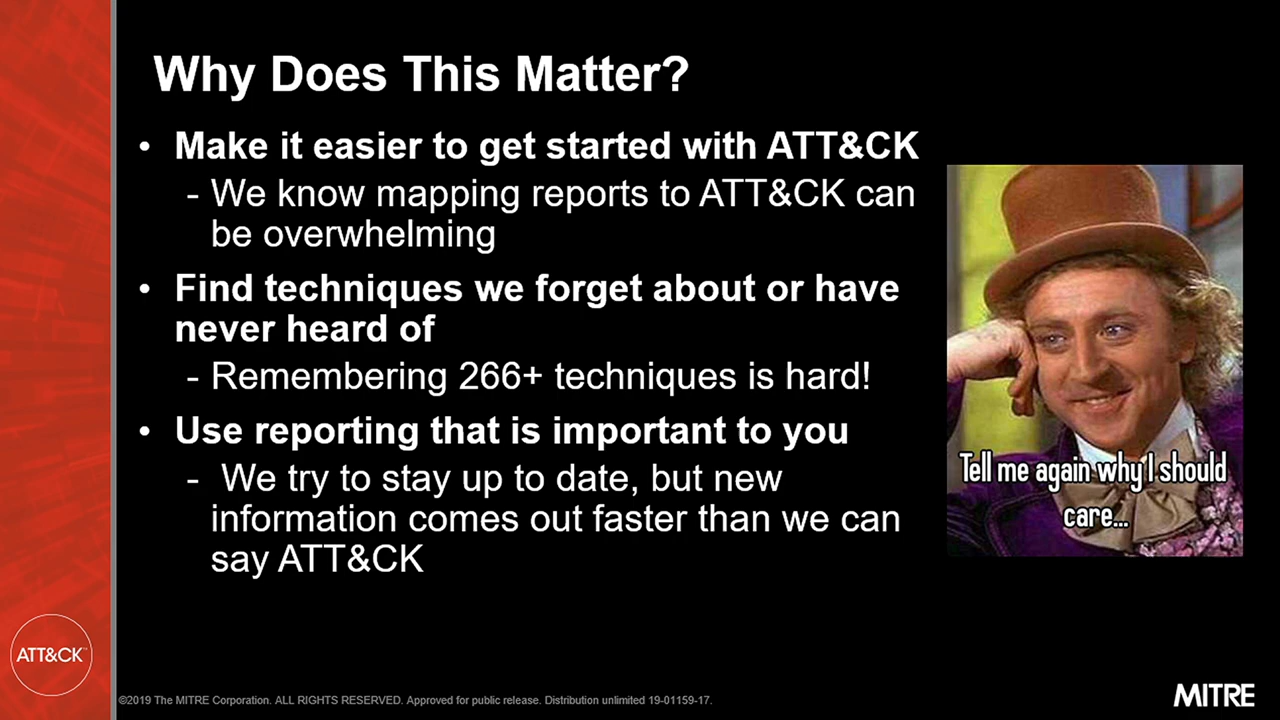 Why Does This Matter?
• Make it easier to get started with ATT&CK
- We know mapping reports to ATT&CK can
be overwhelming
• Find techniques we forget about or have
never heard of
- Remembering 266+ techniques is hard!
• Use reporting that is important to you
- We try to stay up to date, but new
information comes out faster than we can
say ATT&CK
Tell me again why I should
care...
ATT&CK™
©2019 The MITRE Corporation. ALL RIGHTS RESERVED. Approved for public release. Distribution unlimited 19-01159-17.
MITRE